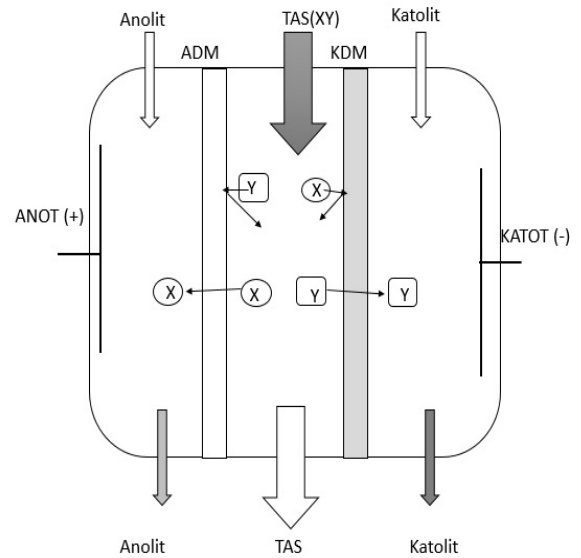 Anolit
TAS(XY)
Katolit
ADM
KDM
Y
X
ANOT (+)
KATOT (-)
X
X
Y
Y
Anolit
TAS
Katolit